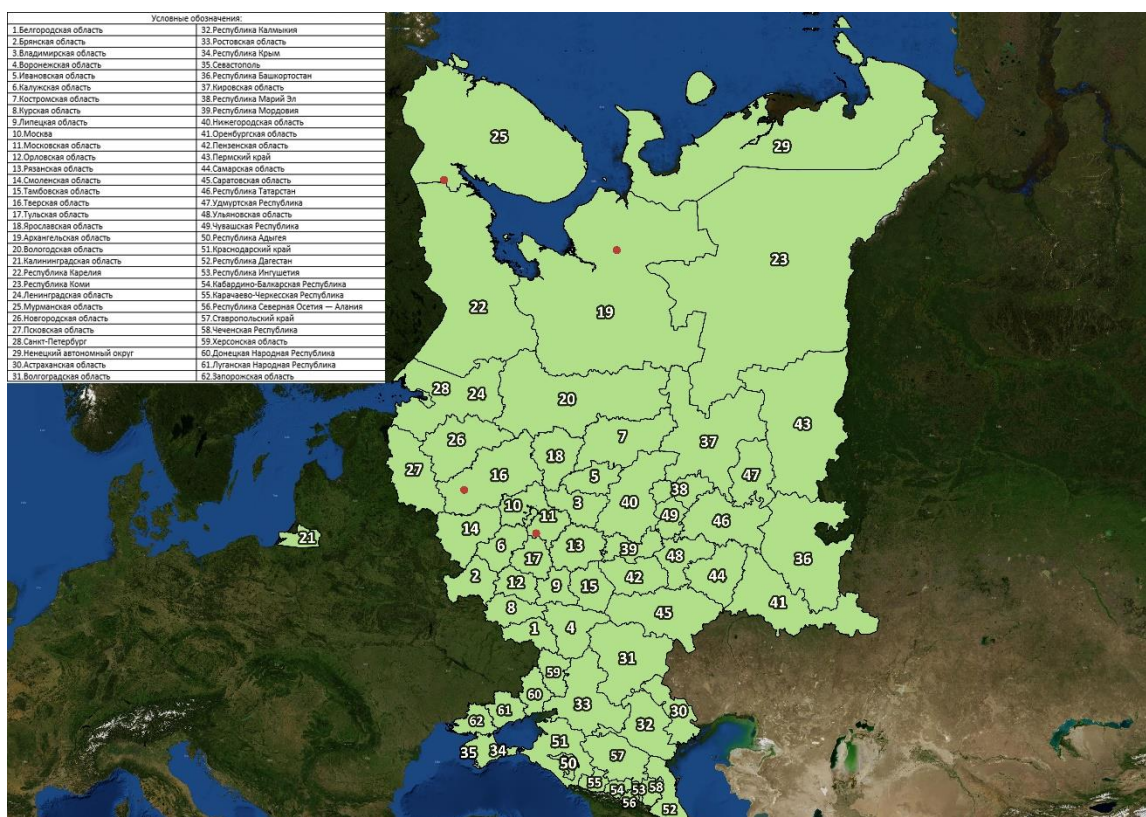 Условные обозначения:
1.Белгородская область
32.Республика Калмыкия
2.Брянская область
33.Ростовская область
3.Владимирская область
34.Республика Крым
4.Воронежская область
35.Севастополь
5.Ивановская область
36.Республика Башкортостан
6.Калужская область
37.Кировская область
7.Костромская область
38.Республика Марий Эл
8.Курская область
39.Республика Мордовия
9.Липецкая область
40.Нижегородская область
10.Москва
41.Оренбургская область
11.Московская область
42.Пензенская область
12.Орловская область
43.Пермский край
13.Рязанская область
44.Самарская область
14.Смоленская область
45.Саратовская область
15.Тамбовская область
46.Республика Татарстан
16.Тверская область
47.Удмуртская Республика
17.Тульская область
48.Ульяновская область
18.Ярославская область
49.Чувашская Республика
19.Архангельская область
50.Республика Адыгея
20.Вологодская область
51.Краснодарский край
21.Калининградская область
52.Республика Дагестан
22.Республика Карелия
53.Республика Ингушетия
23.Республика Коми
54.Кабардино-Балкарская Республика
24.Ленинградская область
55.Карачаево-Черкесская Республика
25.Мурманская область
56.Республика Северная Осетия — Алания
26.Новгородская область
57.Ставропольский край
27.Псковская область
58.Чеченская Республика
28.Санкт-Петербург
59.Херсонская область
29.Ненецкий автономный округ
60.Донецкая Народная Республика
30.Астраханская область
61.Луганская Народная Республика
31.Волгоградская область
62.Запорожская область
25
29
23
22
19
28
24
20
43
26
7
37
27
16
18
5
47
38
10
3
40
11
49
46
14
21
6
17
13
39
48
36
2
12
9
15
42
44
41
8
45
1
4
31
59
60
33
61
62
32
30
35
34
51
57
50
55
54
53
58
56
52